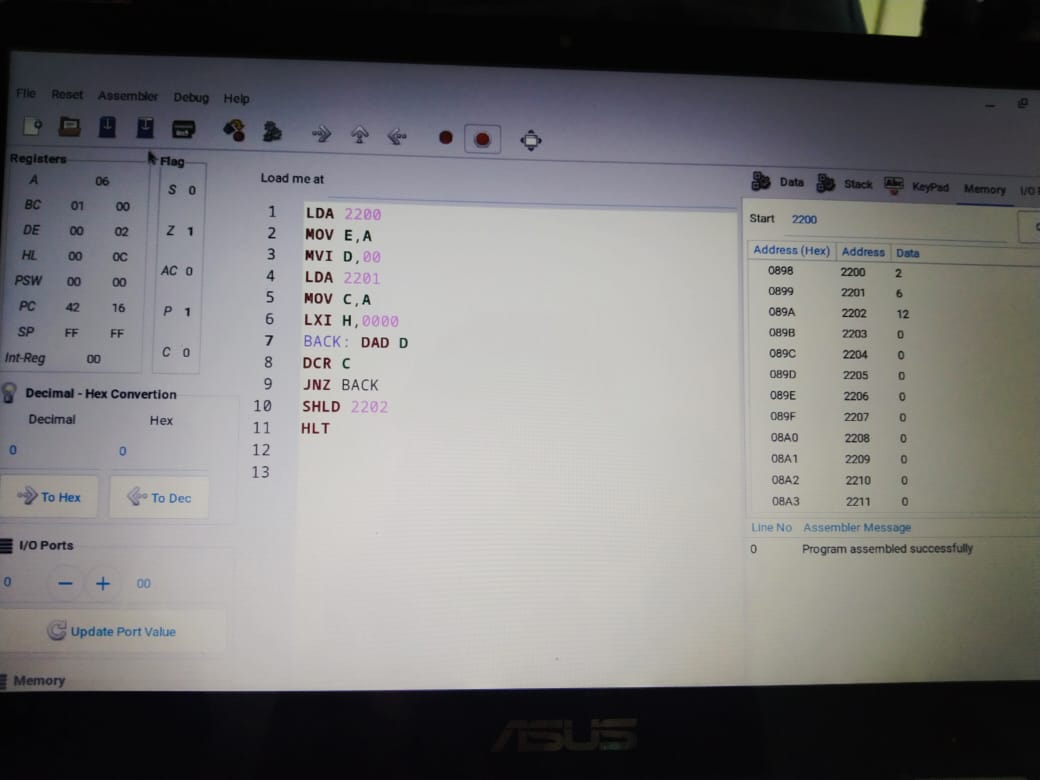 File Reset Assembler Debug Help
Registers
A 06
BC 01 00
DE 00 02
HL 00 0C
PSW 00 00
PC 42 16
SP FF FF
Int-Reg 00
Flag
S 0
Z 1
AC 0
P 1
C 0
Decimal - Hex Convertion
Decimal Hex
0 0
To Hex To Dec
I/O Ports
0 − + 00
Update Port Value
Memory
Load me at
1 LDA 2200
2 MOV E,A
3 MVI D,00
4 LDA 2201
5 MOV C,A
6 LXI H,0000
7 BACK: DAD D
8 DCR C
9 JNZ BACK
10 SHLD 2202
11 HLT
12
13
Data Stack Abc KeyPad Memory I/O
Start 2200
Address (Hex) Address Data
0898 2200 2
0899 2201 6
089A 2202 12
089B 2203 0
089C 2204 0
089D 2205 0
089E 2206 0
089F 2207 0
08A0 2208 0
08A1 2209 0
08A2 2210 0
08A3 2211 0
Line No Assembler Message
0 Program assembled successfully
ASUS